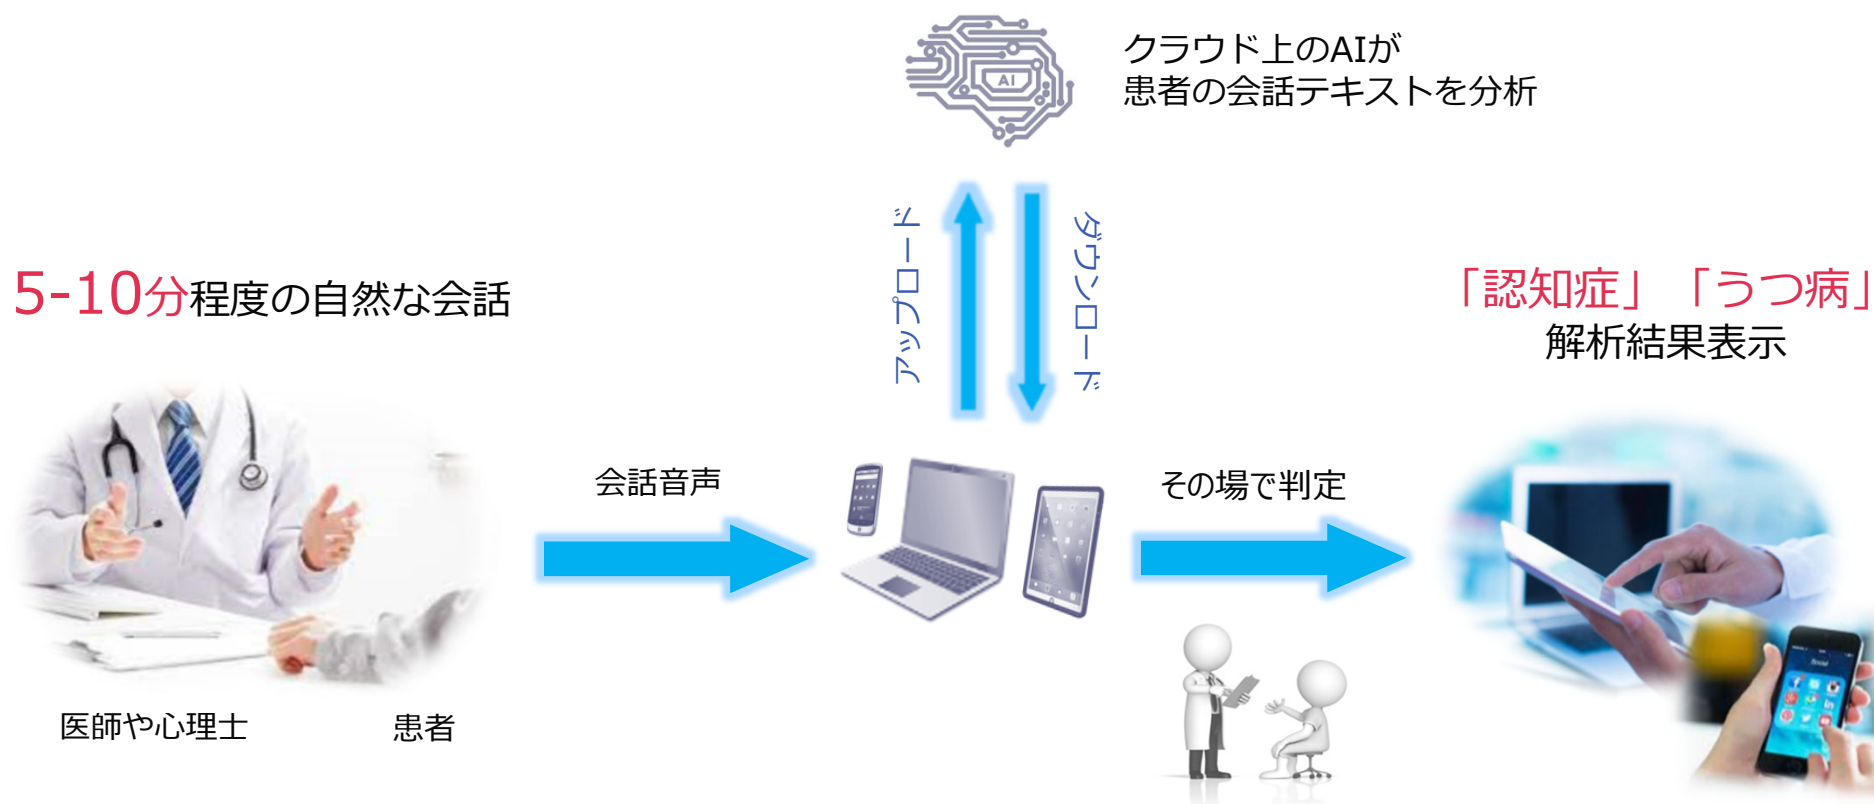 クラウド上のAIが
患者の会話テキストを分析
AI
アップロード
ダウンロード
5-10分程度の自然な会話
「認知症」「うつ病」
解析結果表示
会話音声
その場で判定
医師や心理士
患者